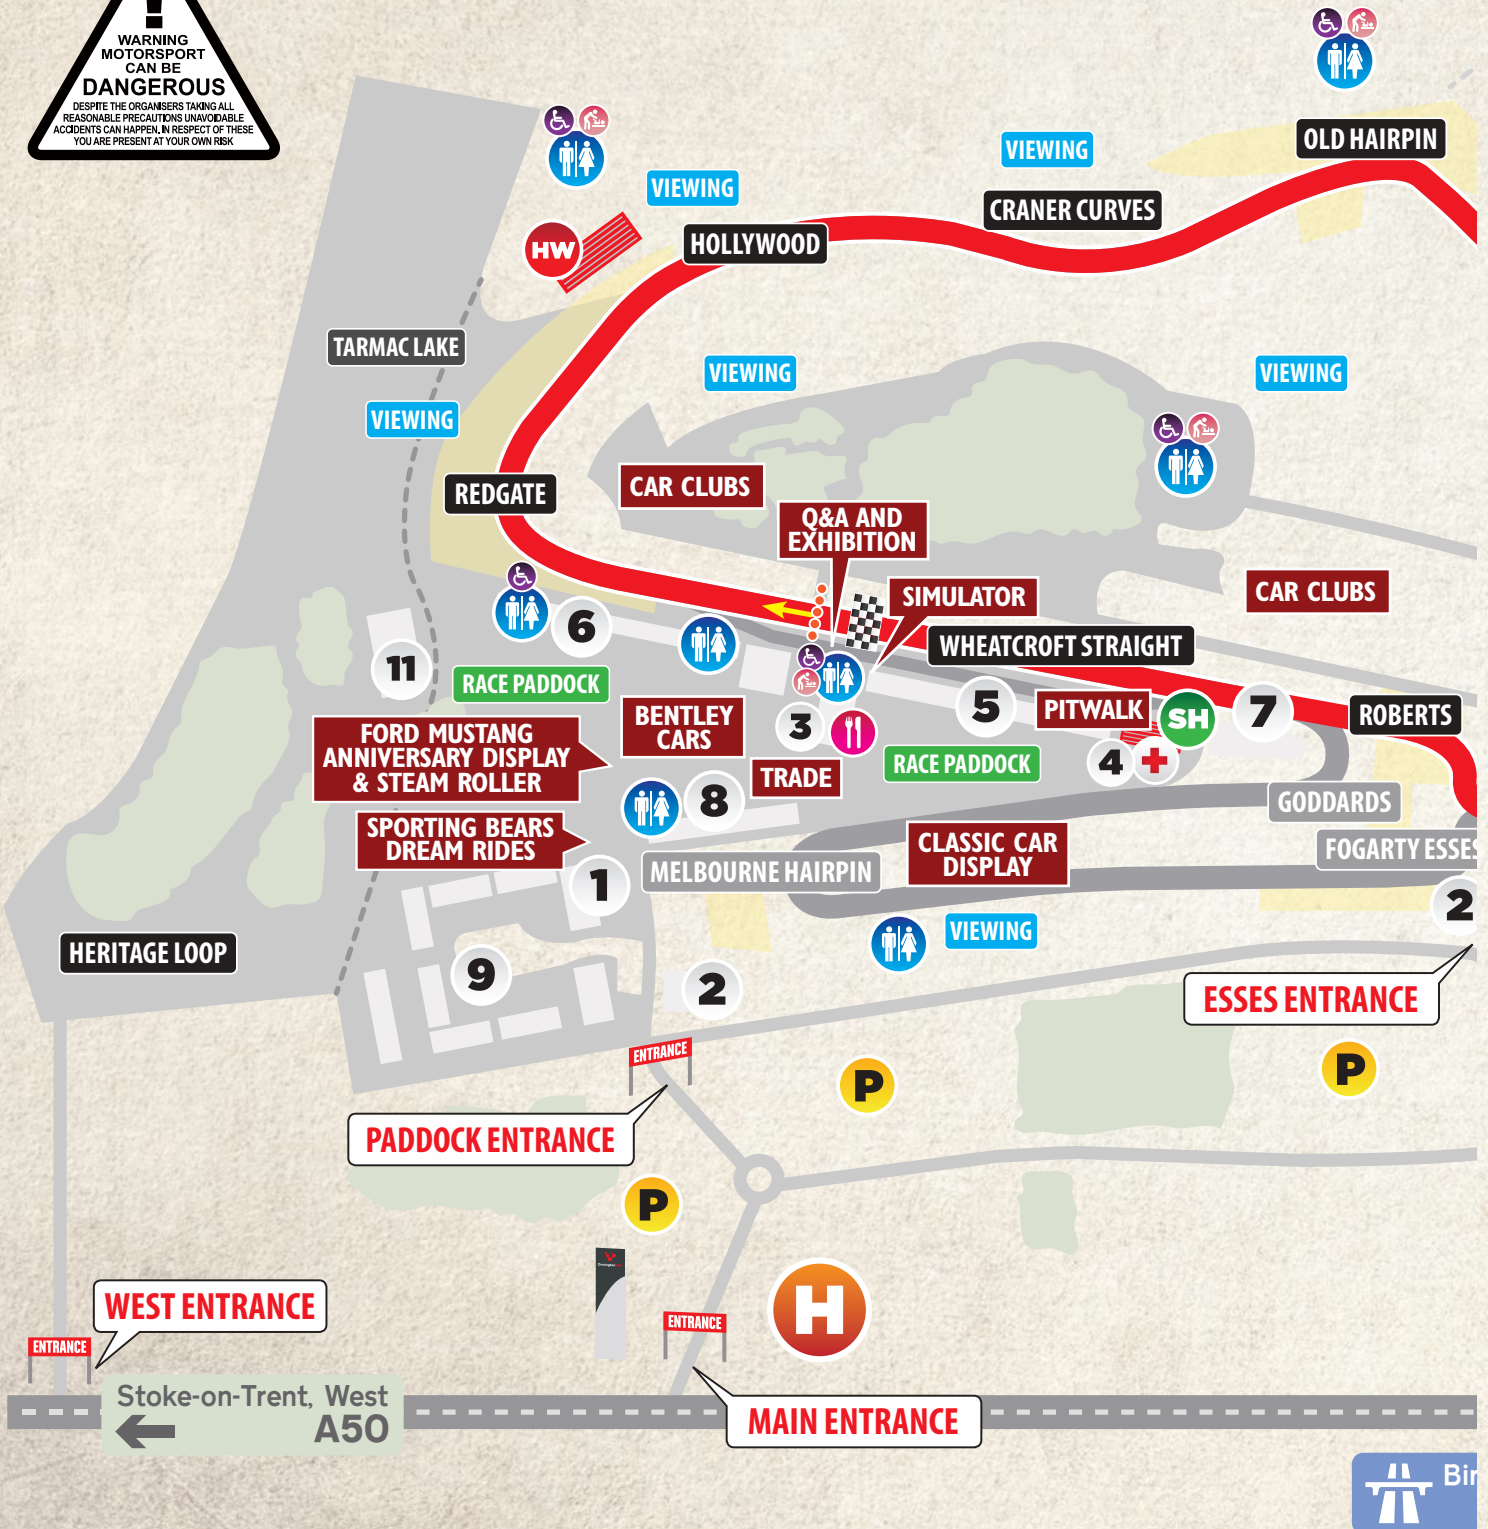 WARNING
MOTORSPORT
CAN BE
DANGEROUS
DESPITE THE ORGANISERS TAKING ALL
REASONABLE PRECAUTIONS UNAVOIDABLE
ACCIDENTS CAN HAPPEN. IN RESPECT OF THESE
YOU ARE PRESENT AT YOUR OWN RISK
OLD HAIRPIN
VIEWING
VIEWING
CRANER CURVES
HW
HOLLYWOOD
TARMAC LAKE
VIEWING
VIEWING
VIEWING
REDGATE
CAR CLUBS
Q&A AND
EXHIBITION
SIMULATOR
CAR CLUBS
6
WHEATCROFT STRAIGHT
11
RACE PADDOCK
BENTLEY
CARS
3
5
PITWALK
SH
7
ROBERTS
FORD MUSTANG
ANNIVERSARY DISPLAY
& STEAM ROLLER
TRADE
RACE PADDOCK
4
8
GODDARDS
SPORTING BEARS
DREAM RIDES
MELBOURNE HAIRPIN
CLASSIC CAR
DISPLAY
FOGARTY ESSES
1
2
VIEWING
HERITAGE LOOP
9
2
ESSES ENTRANCE
ENTRANCE
P
P
PADDOCK ENTRANCE
P
WEST ENTRANCE
H
ENTRANCE
ENTRANCE
Stoke-on-Trent, West
A50
MAIN ENTRANCE
Bir